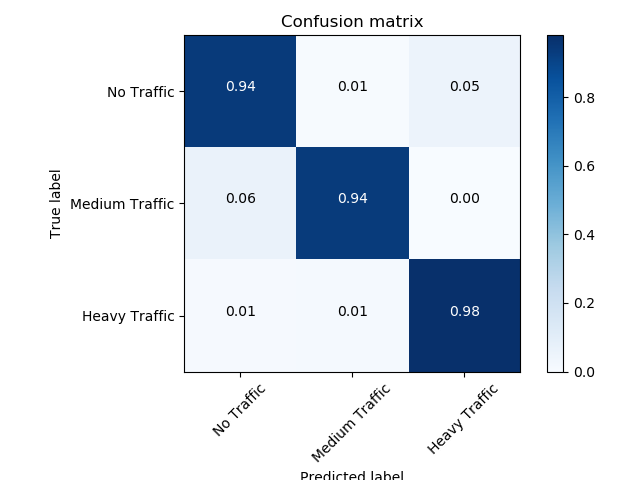 Confusion matrix
No Traffic 0.94 0.01 0.05
Medium Traffic 0.06 0.94 0.00
Heavy Traffic 0.01 0.01 0.98
True label
No Traffic Medium Traffic Heavy Traffic
Predicted label
0.8
0.6
0.4
0.2
0.0